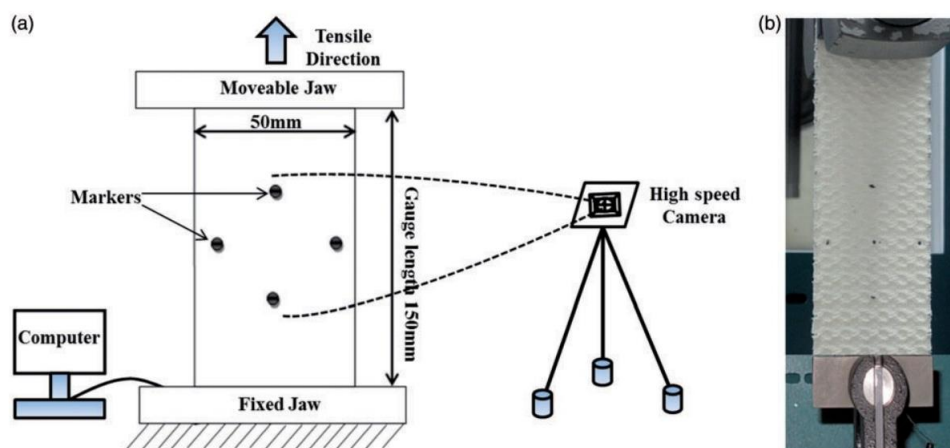 (a)
Tensile
Direction
Moveable Jaw
50mm
Markers
Gauge length 150mm
High speed
Camera
Computer
Fixed Jaw
(b)